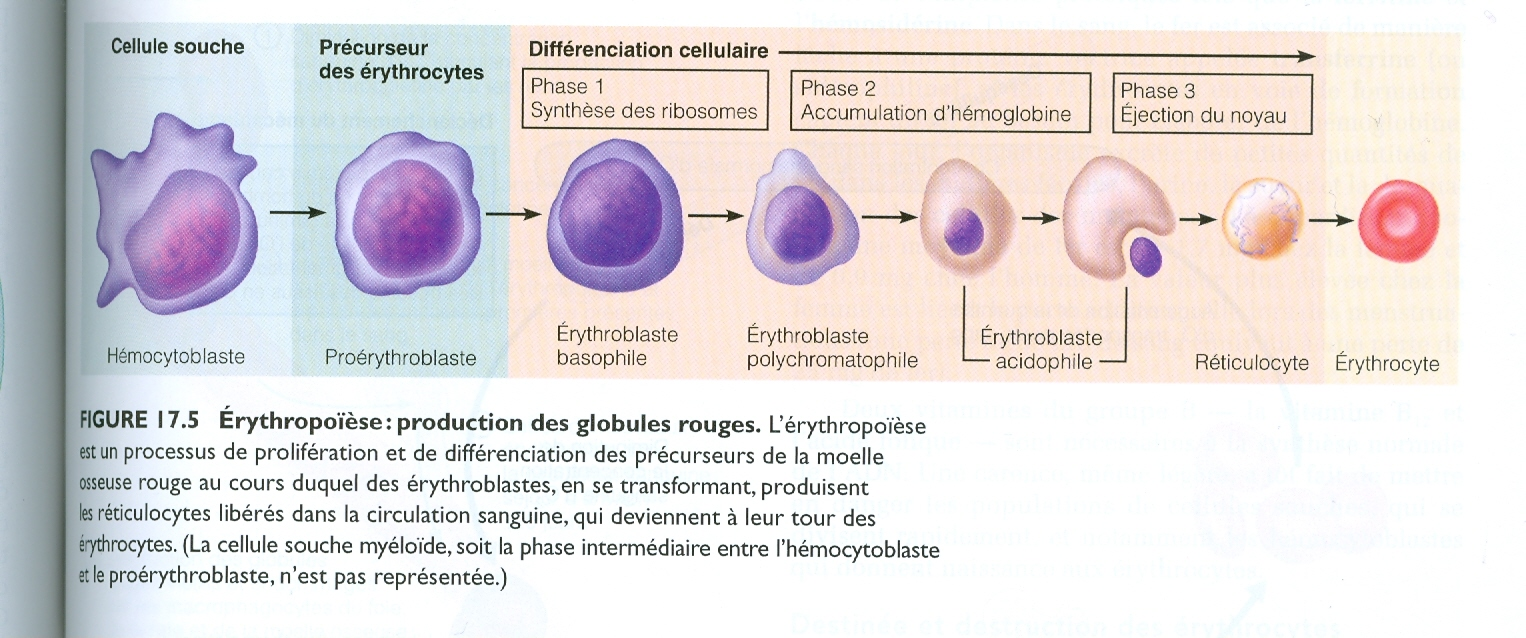 Cellule souche
Précurseur
des érythrocytes
Différenciation cellulaire
Phase 1
Synthèse des ribosomes
Phase 2
Accumulation d'hémoglobine
Phase 3
Éjection du noyau
Hémocytoblaste
Proérythroblaste
Érythroblaste
basophile
Érythroblaste
polychromatophile
Érythroblaste
acidophile
Réticulocyte
Érythrocyte
FIGURE 17.5 Érythropoïèse : production des globules rouges. L'érythropoïèse
est un processus de prolifération et de différenciation des précurseurs de la moelle
osseuse rouge au cours duquel des érythroblastes, en se transformant, produisent
les réticulocytes libérés dans la circulation sanguine, qui deviennent à leur tour des
érythrocytes. (La cellule souche myéloïde, soit la phase intermédiaire entre l'hémocytoblaste
et le proérythroblaste, n'est pas représentée.)